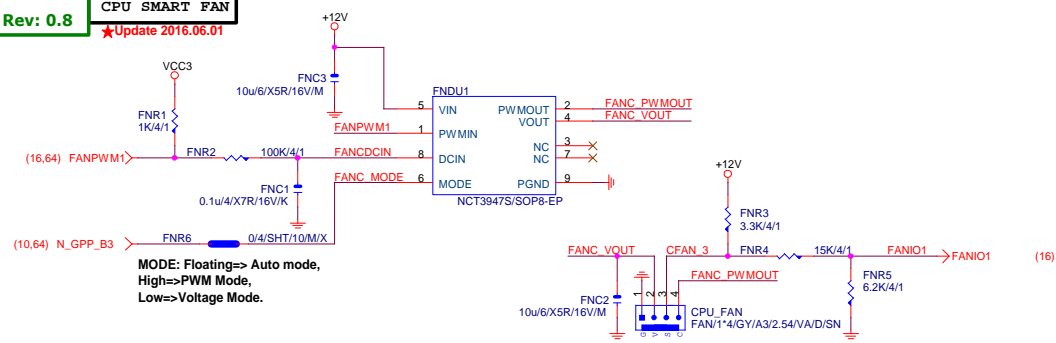 CPU SMART FAN
Rev: 0.8
★Update 2016.06.01
+12V
VCC3
FNC3
10u/6/X5R/16V/M
FNDU1
5 VIN
PWMOUT 2 FANC_PWMOUT
VOUT 4 FANC_VOUT
FNR1
1K/4/1
FANPWM1 1 PWMIN
NC 3
NC 7
(16,64) FANPWM1
FNR2 100K/4/1
FANCDCIN 8 DCIN
FANC_MODE 6 MODE
PGND 9
NCT3947S/SOP8-EP
FNC1
0.1u/4/X7R/16V/K
+12V
FNR3
3.3K/4/1
(10,64) N_GPP_B3
FNR6 0/4/SHT/10/M/X
FANC_VOUT
CFAN_3
FNR4 15K/4/1
FANIO1
FANIO1 (16)
MODE: Floating=> Auto mode,
High=>PWM Mode,
Low=>Voltage Mode.
FANC_PWMOUT
FNR5
6.2K/4/1
FNC2
10u/6/X5R/16V/M
1 2 3 4
CPU_FAN
FAN/1*4/GY/A3/2.54/VA/D/SN
G V S C